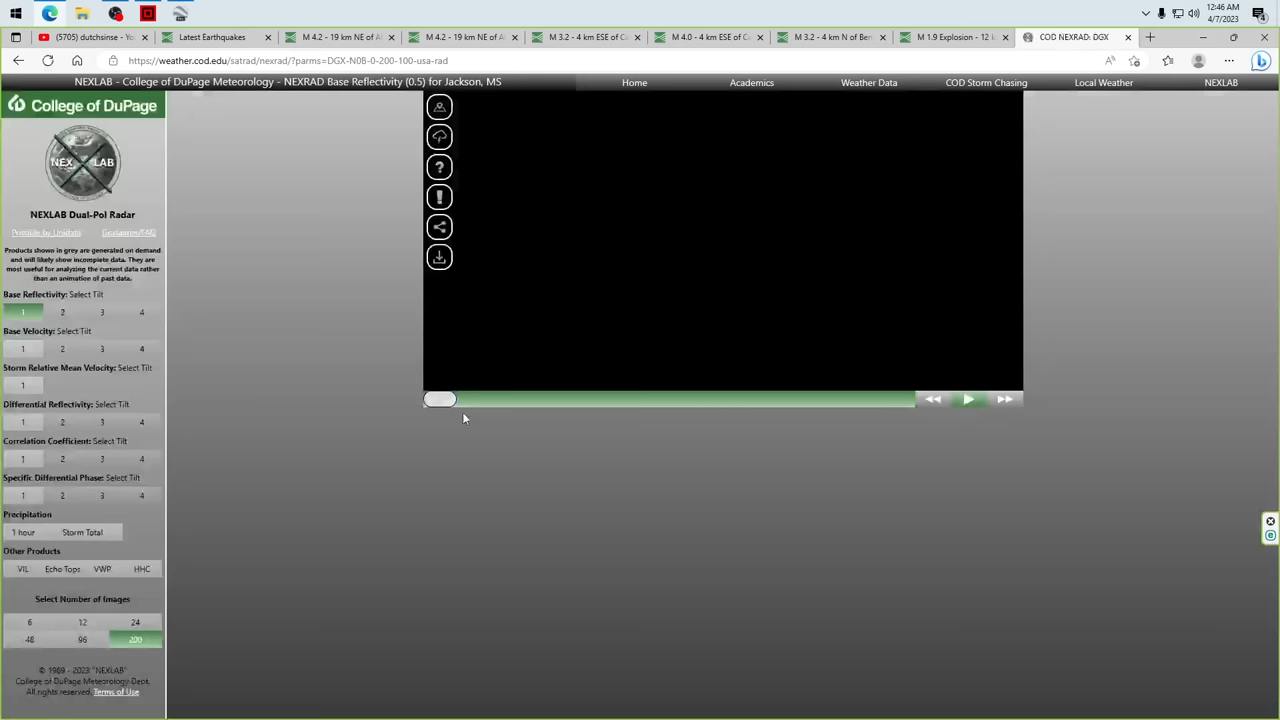 12:46 AM
4/7/2023
4
(5705) dutchsinse - Yo
Latest Earthquakes
M 4.2 - 19 km NE of Al
M 4.2 - 19 km NE of Al
M 3.2 - 4 km ESE of Ca
M 4.0 - 4 km ESE of Ca
M 3.2 - 4 km N of Ben
M 1.9 Explosion - 12 k
COD NEXRAD: DGX
https://weather.cod.edu/satrad/nexrad/?parms=DGX-N0B-0-200-100-usa-rad
NEXLAB - College of DuPage Meteorology - NEXRAD Base Reflectivity (0.5) for Jackson, MS
Home
Academics
Weather Data
COD Storm Chasing
Local Weather
NEXLAB
College of DuPage
NEX LAB
NEXLAB Dual-Pol Radar
Products shown in grey are generated on demand
and will likely show incomplete data. They are
most useful for analyzing the current data rather
than an animation of past data.
Base Reflectivity: Select Tilt
1 2 3 4
Base Velocity: Select Tilt
1 2 3 4
Storm Relative Mean Velocity: Select Tilt
1
Differential Reflectivity: Select Tilt
1 2 3 4
Correlation Coefficient: Select Tilt
1 2 3 4
Specific Differential Phase: Select Tilt
1 2 3 4
Precipitation
1 hour Storm Total
Other Products
VIL Echo Tops VWP HHC
Select Number of Images
6 12 24
48 96 200
© 1969 - 2023 "NEXLAB"
College of DuPage Meteorology Dept.
All rights reserved. Terms of Use